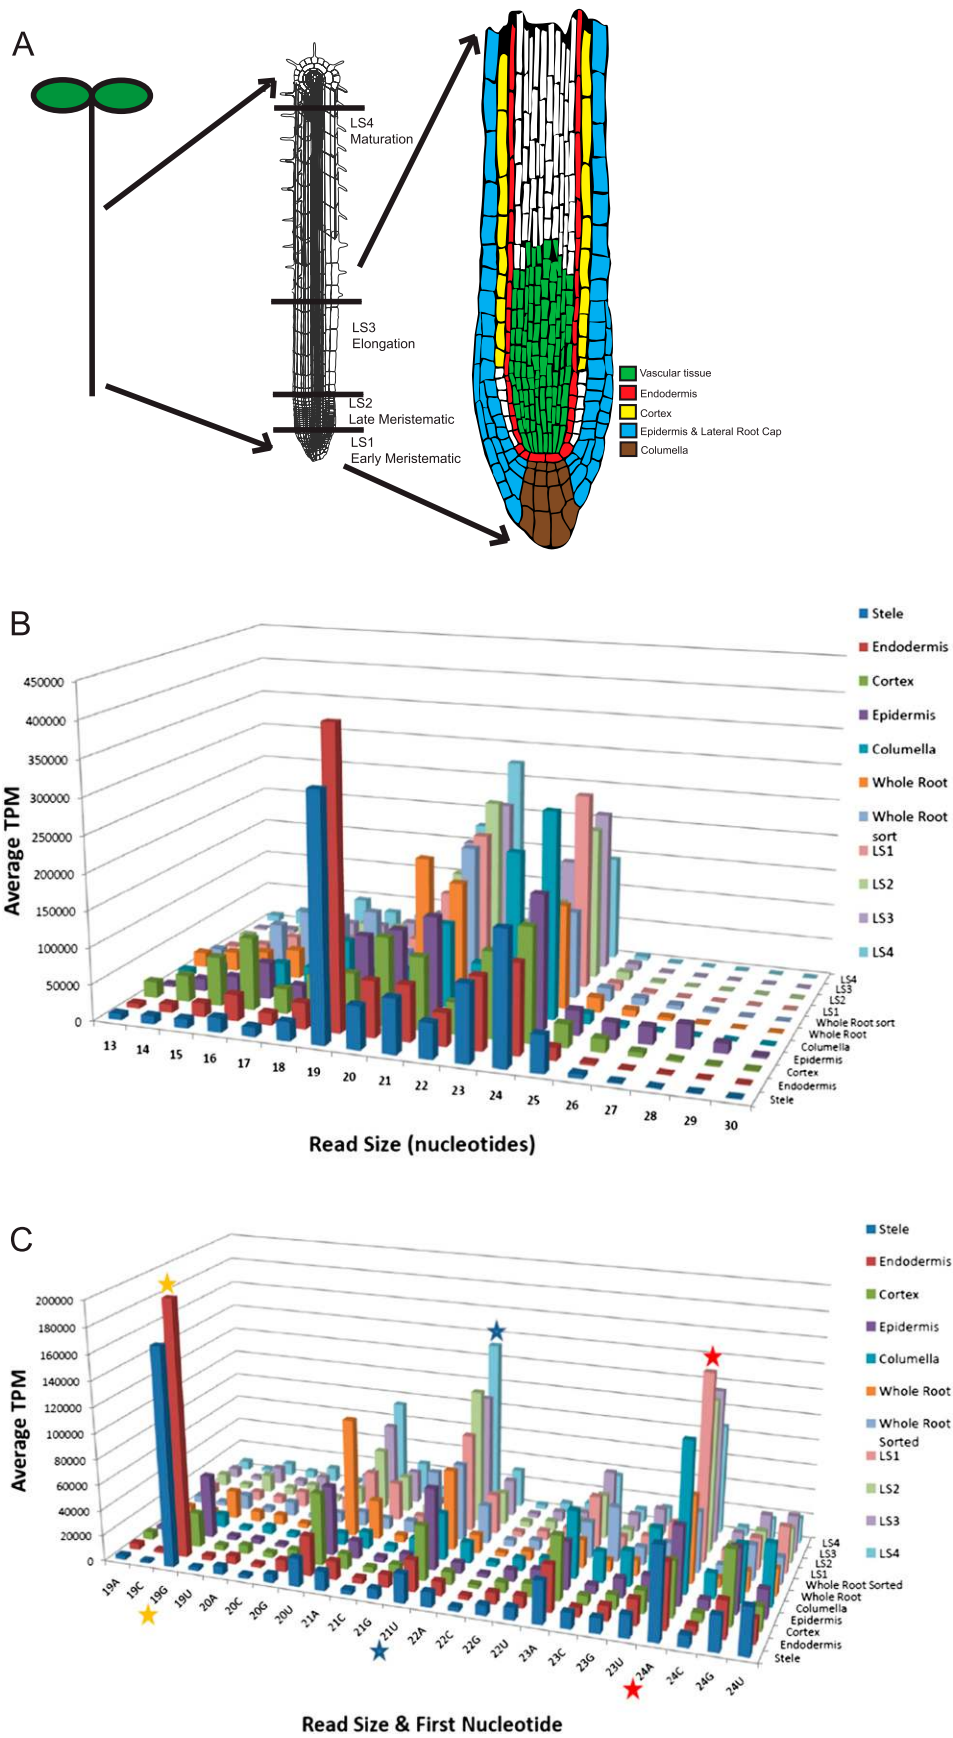 A
LS4
Maturation
LS3
Elongation
LS2
Late Meristematic
LS1
Early Meristematic
Vascular tissue
Endodermis
Cortex
Epidermis & Lateral Root Cap
Columella
B
450000
400000
350000
300000
250000
200000
150000
100000
50000
0
Average TPM
13 14 15 16 17 18 19 20 21 22 23 24 25 26 27 28 29 30
Read Size (nucleotides)
LS4
LS3
LS2
LS1
Whole Root sort
Whole Root
Columella
Epidermis
Cortex
Endodermis
Stele
Stele
Endodermis
Cortex
Epidermis
Columella
Whole Root
Whole Root
sort
LS1
LS2
LS3
LS4
C
200000
180000
160000
140000
120000
100000
80000
60000
40000
20000
0
Average TPM
19A 19C 19G 19U 20A 20C 20G 20U 21A 21C 21G 21U 22A 22C 22G 22U 23A 23C 23G 23U 24A 24C 24G 24U
Read Size & First Nucleotide
LS4
LS3
LS2
LS1
Whole Root Sorted
Whole Root
Columella
Epidermis
Cortex
Endodermis
Stele
Stele
Endodermis
Cortex
Epidermis
Columella
Whole Root
Whole Root
Sorted
LS1
LS2
LS3
LS4